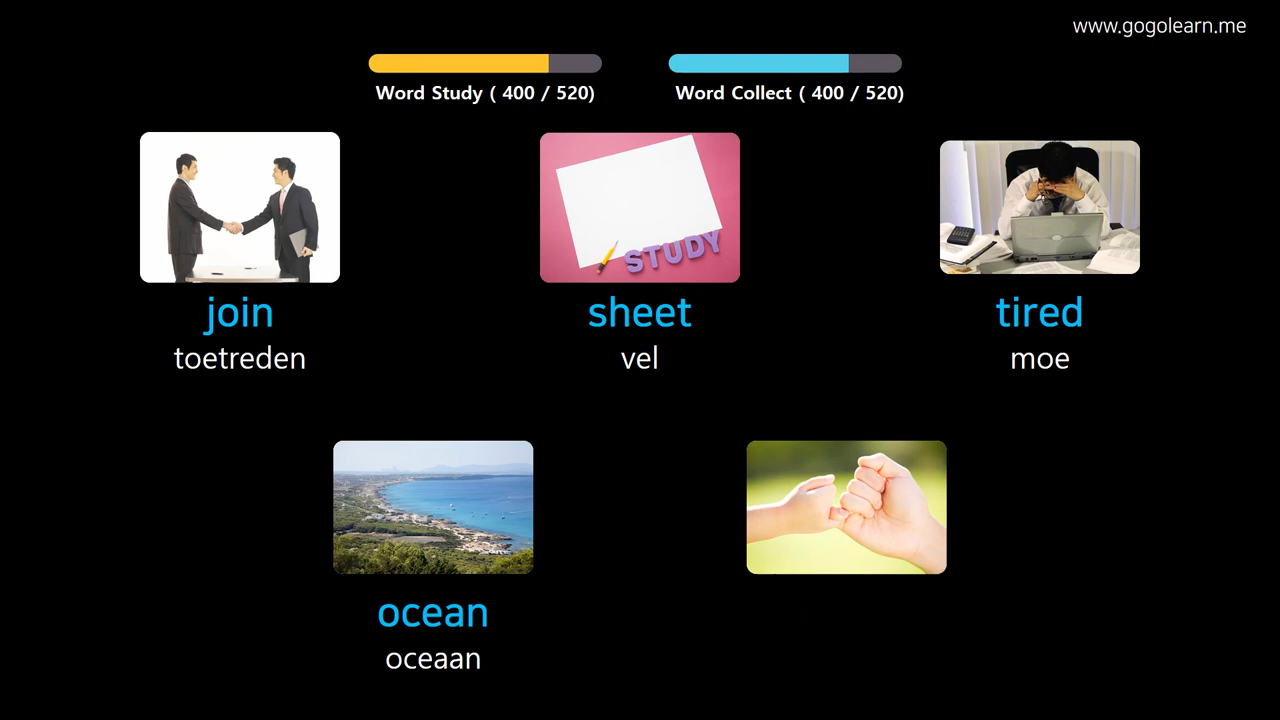 www.gogolearn.me
Word Study ( 400 / 520)
Word Collect ( 400 / 520)
STUDY
join
sheet
tired
toetreden
vel
moe
ocean
oceaan